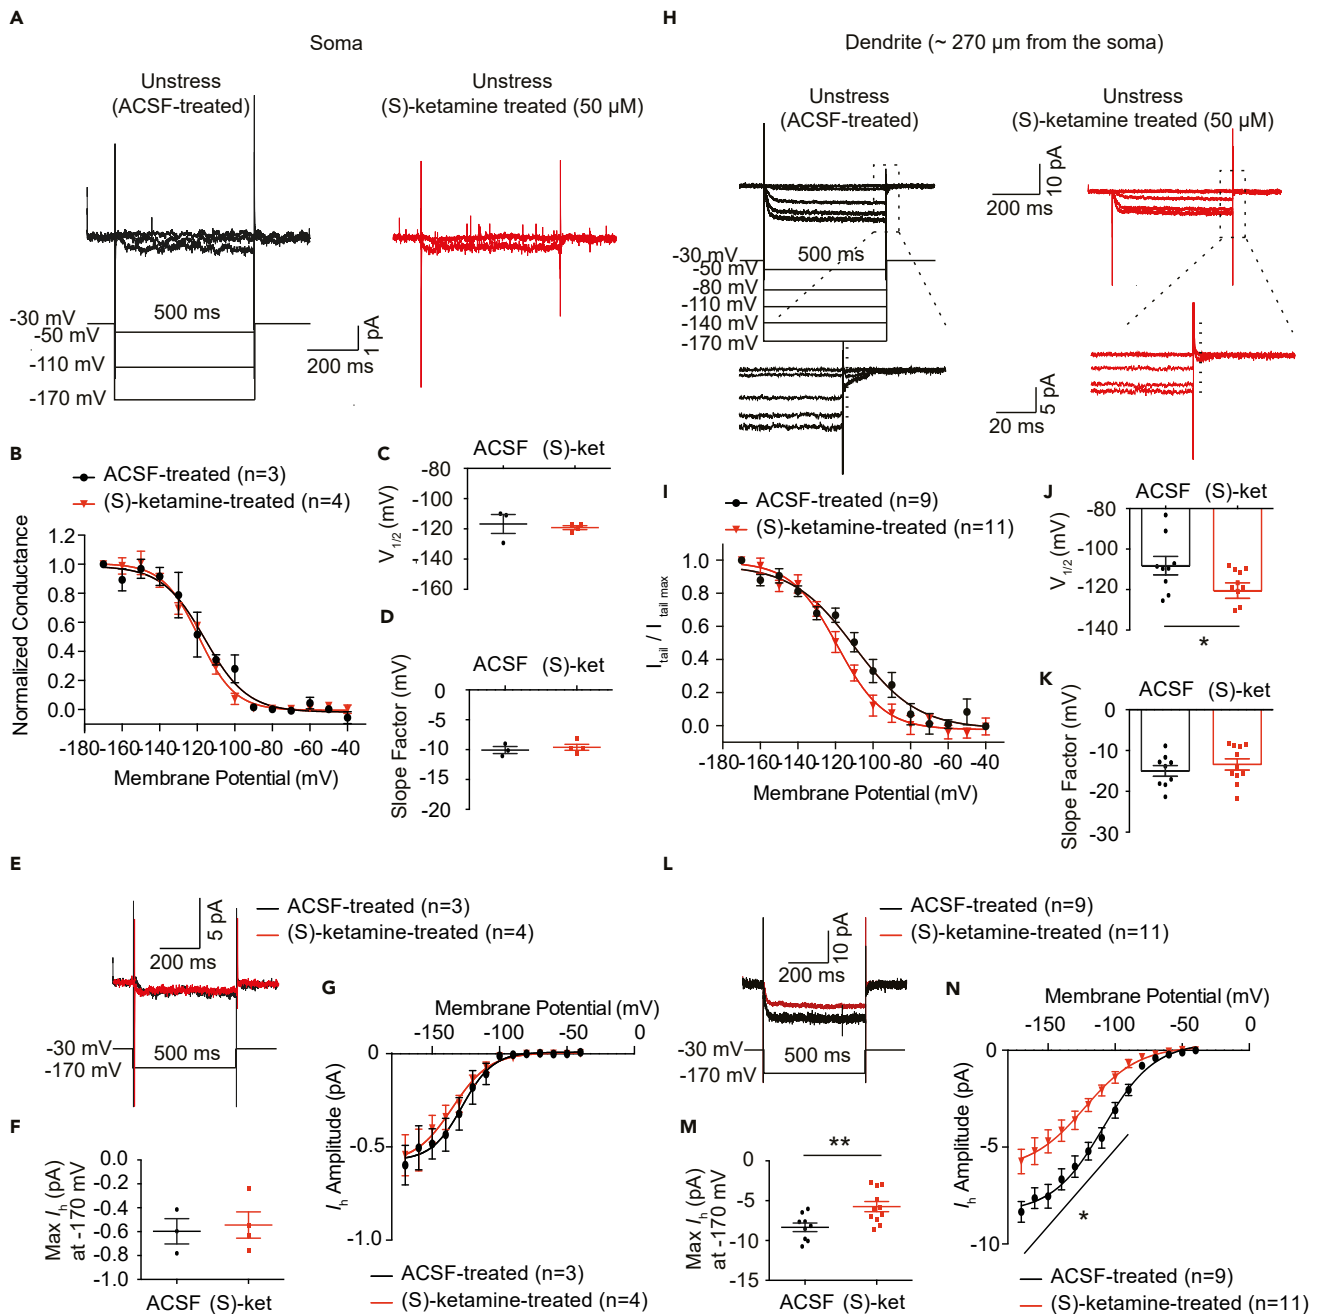 A
Soma
Unstress
(ACSF-treated)
Unstress
(S)-ketamine treated (50 µM)
500 ms
-30 mV
-50 mV
-110 mV
-170 mV
200 ms
1 pA
H
Dendrite (~ 270 µm from the soma)
Unstress
(ACSF-treated)
Unstress
(S)-ketamine treated (50 µM)
10 pA
200 ms
-30 mV
500 ms
-50 mV
-80 mV
-110 mV
-140 mV
-170 mV
5 pA
20 ms
B
ACSF-treated (n=3)
(S)-ketamine-treated (n=4)
Normalized Conductance
1.2
1.0
0.8
0.6
0.4
0.2
0.0
-180 -160 -140 -120 -100 -80 -60 -40
Membrane Potential (mV)
C
ACSF (S)-ket
V1/2 (mV)
-80
-100
-120
-140
-160
D
ACSF (S)-ket
Slope Factor (mV)
0
-5
-10
-15
-20
I
ACSF-treated (n=9)
(S)-ketamine-treated (n=11)
Itail / Itail max
1.0
0.8
0.6
0.4
0.2
0.0
-180 -160 -140 -120 -100 -80 -60 -40
Membrane Potential (mV)
J
ACSF (S)-ket
V1/2 (mV)
-80
-100
-120
-140
*
K
ACSF (S)-ket
Slope Factor (mV)
0
-10
-20
-30
E
ACSF-treated (n=3)
(S)-ketamine-treated (n=4)
5 pA
200 ms
-30 mV
500 ms
-170 mV
F
Max Ih (pA)
at -170 mV
0.0
-0.2
-0.4
-0.6
-0.8
-1.0
ACSF (S)-ket
G
Membrane Potential (mV)
-150 -100 -50 0
Ih Amplitude (pA)
0
-0.5
-1.0
ACSF-treated (n=3)
(S)-ketamine-treated (n=4)
L
ACSF-treated (n=9)
(S)-ketamine-treated (n=11)
10 pA
200 ms
-30 mV
500 ms
-170 mV
M
**
Max Ih (pA)
at -170 mV
0
-5
-10
-15
ACSF (S)-ket
N
Membrane Potential (mV)
-150 -100 -50 0
Ih Amplitude (pA)
0
-5
-10
*
ACSF-treated (n=9)
(S)-ketamine-treated (n=11)